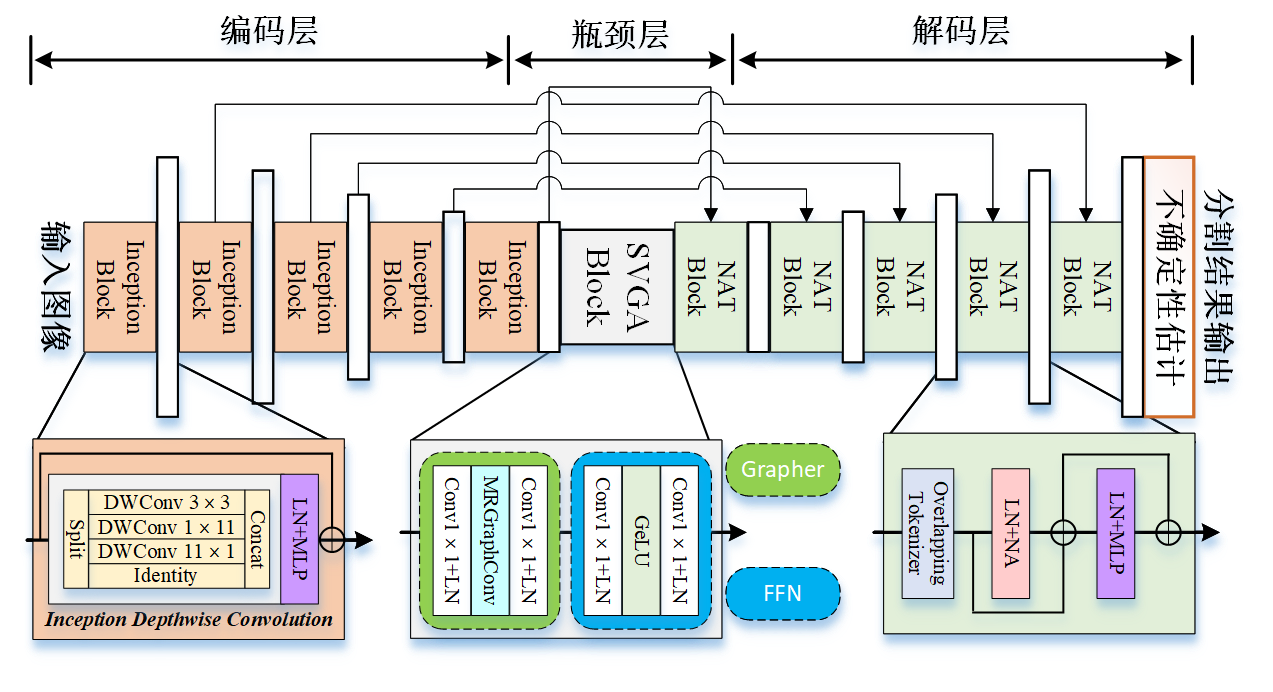 编码层
瓶颈层
解码层
输入图像
Inception
Block
Inception
Block
Inception
Block
Inception
Block
Inception
Block
SVGA
Block
NAT
Block
NAT
Block
NAT
Block
NAT
Block
NAT
Block
不确定性估计
分割结果输出
Split
DWConv 3 × 3
DWConv 1 × 11
DWConv 11 × 1
Identity
Concat
LN+MLP
Inception Depthwise Convolution
Conv1 × 1+LN
MRGraphConv
Conv1 × 1+LN
Conv1 × 1+LN
GeLU
Conv1 × 1+LN
Grapher
FFN
Overlapping
Tokenizer
LN+NA
LN+MLP